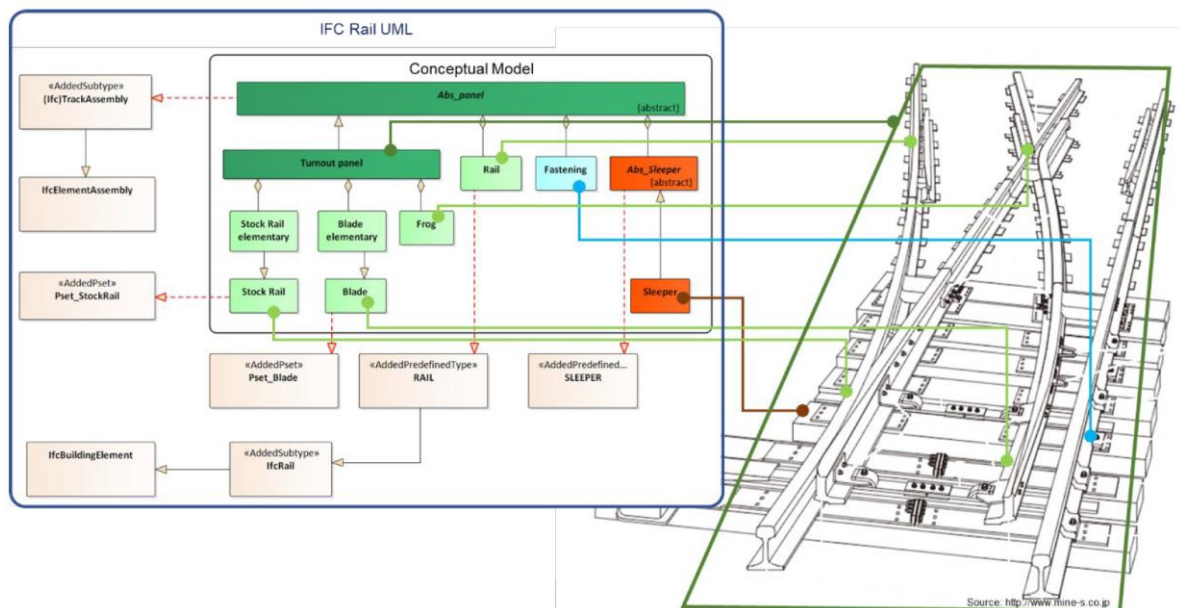 IFC Rail UML
Conceptual Model
«AddedSubtype»
(Ifc)TrackAssembly
Abs_panel
{abstract}
Turnout panel
Rail
Fastening
Abs_Sleeper
{abstract}
IfcElementAssembly
Stock Rail
elementary
Blade
elementary
Frog
«AddedPset»
Pset_StockRail
Stock Rail
Blade
Sleeper
«AddedPset»
Pset_Blade
«AddedPredefinedType»
RAIL
«AddedPredefined...
SLEEPER
IfcBuildingElement
«AddedSubtype»
IfcRail
Source: http://www.mine-s.co.jp